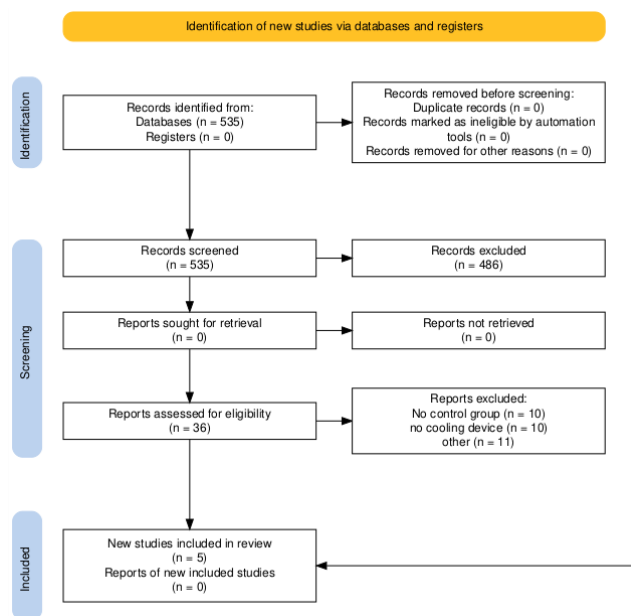 Identification of new studies via databases and registers
Identification
Records identified from:
Databases (n = 535)
Registers (n = 0)
Records removed before screening:
Duplicate records (n = 0)
Records marked as ineligible by automation
tools (n = 0)
Records removed for other reasons (n = 0)
Screening
Records screened
(n = 535)
Records excluded
(n = 486)
Reports sought for retrieval
(n = 0)
Reports not retrieved
(n = 0)
Reports assessed for eligibility
(n = 36)
Reports excluded:
No control group (n = 10)
no cooling device (n = 10)
other (n = 11)
Included
New studies included in review
(n = 5)
Reports of new included studies
(n = 0)